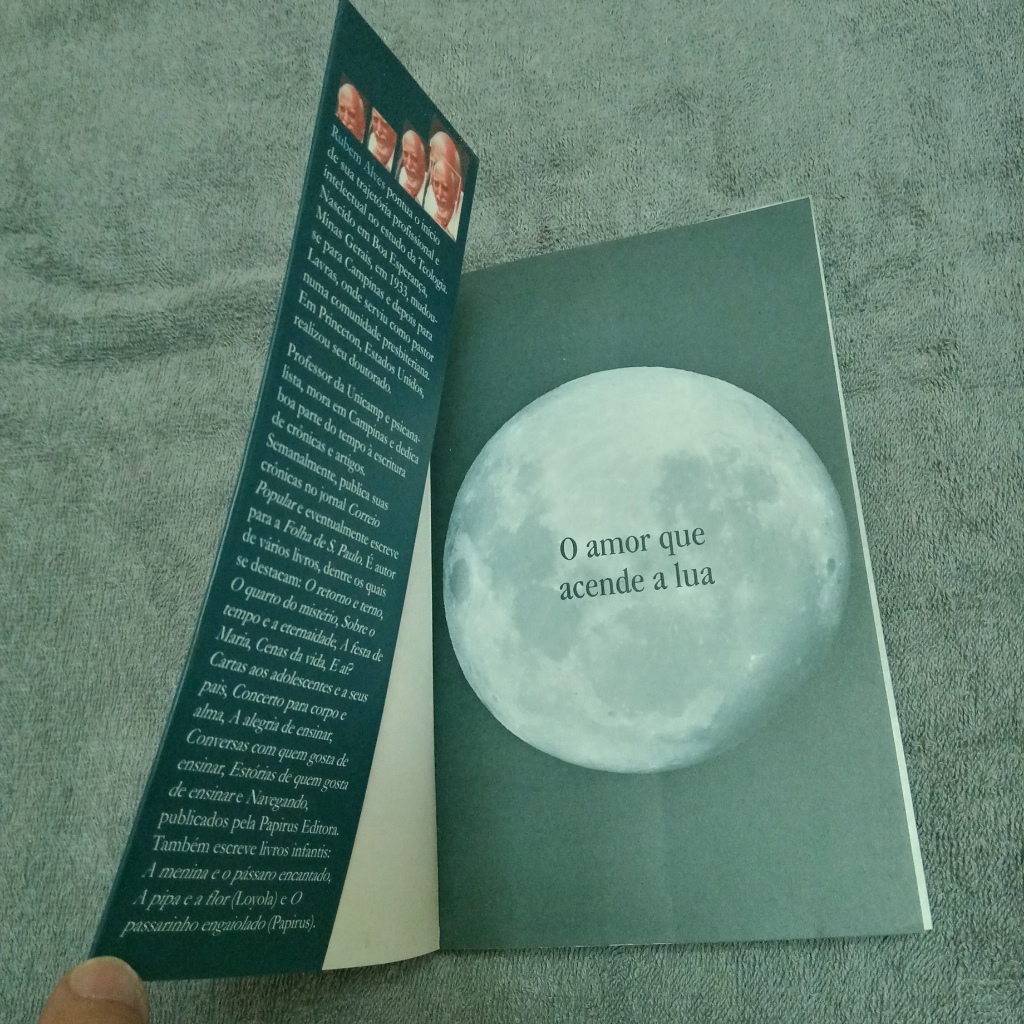 Rubem Alves pontua o início
de sua trajetória profissional e
intelectual no estudo da Teologia.
Nascido em Boa Esperança,
Minas Gerais, em 1933, mudou-
se para Campinas e depois para
Lavras, onde serviu como pastor
numa comunidade presbiteriana.
Em Princeton, Estados Unidos,
realizou seu doutorado.
Professor da Unicamp e psicana-
lista, mora em Campinas e dedica
boa parte do tempo à escritura
de crônicas e artigos.
Semanalmente, publica suas
crônicas no jornal Correio
Popular e eventualmente escreve
para a Folha de S. Paulo. É autor
de vários livros, dentre os quais
se destacam: O retorno e terno,
O quarto do mistério, Sobre o
tempo e a eternaidade, A festa de
Maria, Cenas da vida, E aí?
Cartas aos adolescentes e a seus
pais, Concerto para corpo e
alma, A alegria de ensinar,
Conversas com quem gosta de
ensinar, Estórias de quem gosta
de ensinar e Navegando,
publicados pela Papirus Editora.
Também escreve livros infantis:
A menina e o pássaro encantado,
A pipa e a flor (Loyola) e O
passarinho engaiolado (Papirus).
O amor que
acende a lua